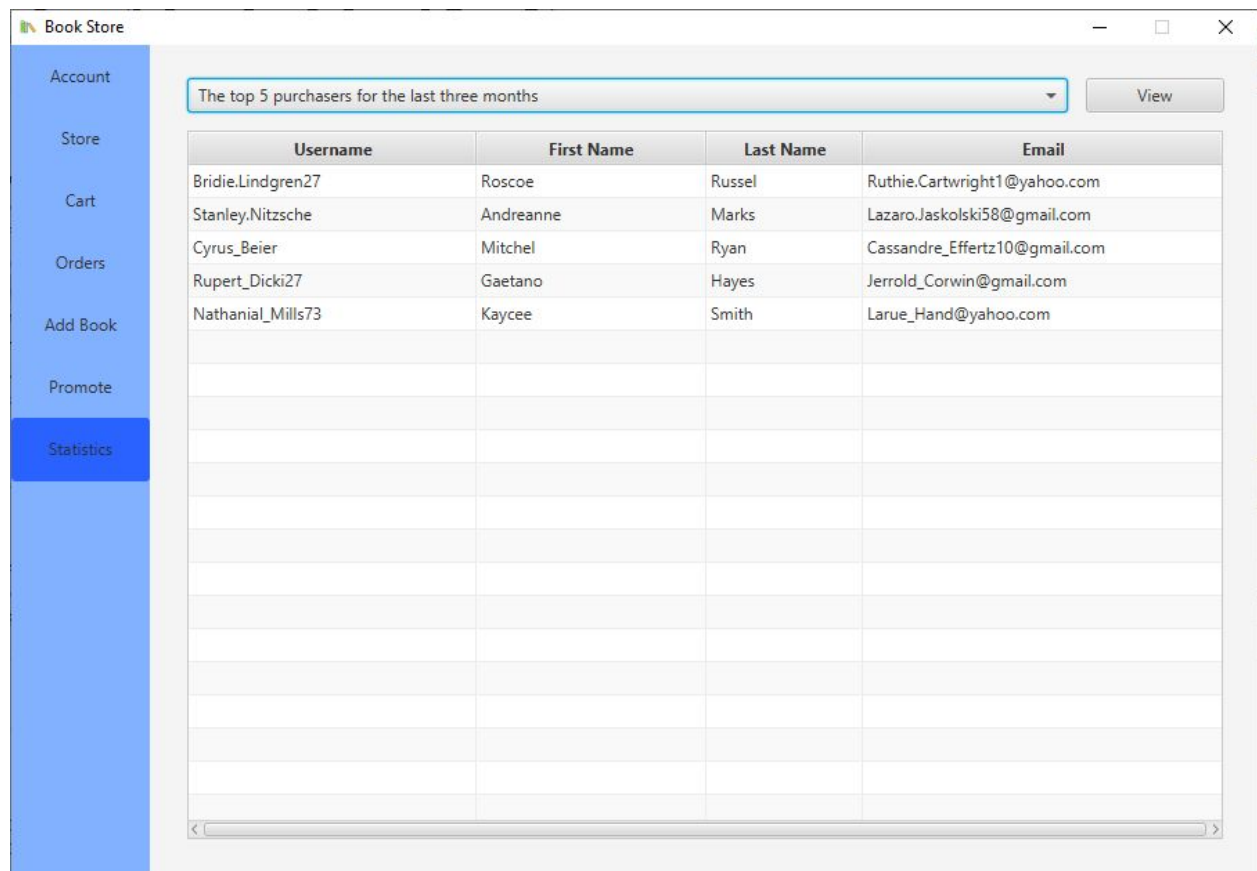 Book Store
Account
Store
Cart
Orders
Add Book
Promote
Statistics
The top 5 purchasers for the last three months View
Username First Name Last Name Email
Bridie.Lindgren27 Roscoe Russel Ruthie.Cartwright1@yahoo.com
Stanley.Nitzsche Andreanne Marks Lazaro.Jaskolski58@gmail.com
Cyrus_Beier Mitchel Ryan Cassandre_Effertz10@gmail.com
Rupert_Dicki27 Gaetano Hayes Jerrold_Corwin@gmail.com
Nathanial_Mills73 Kaycee Smith Larue_Hand@yahoo.com